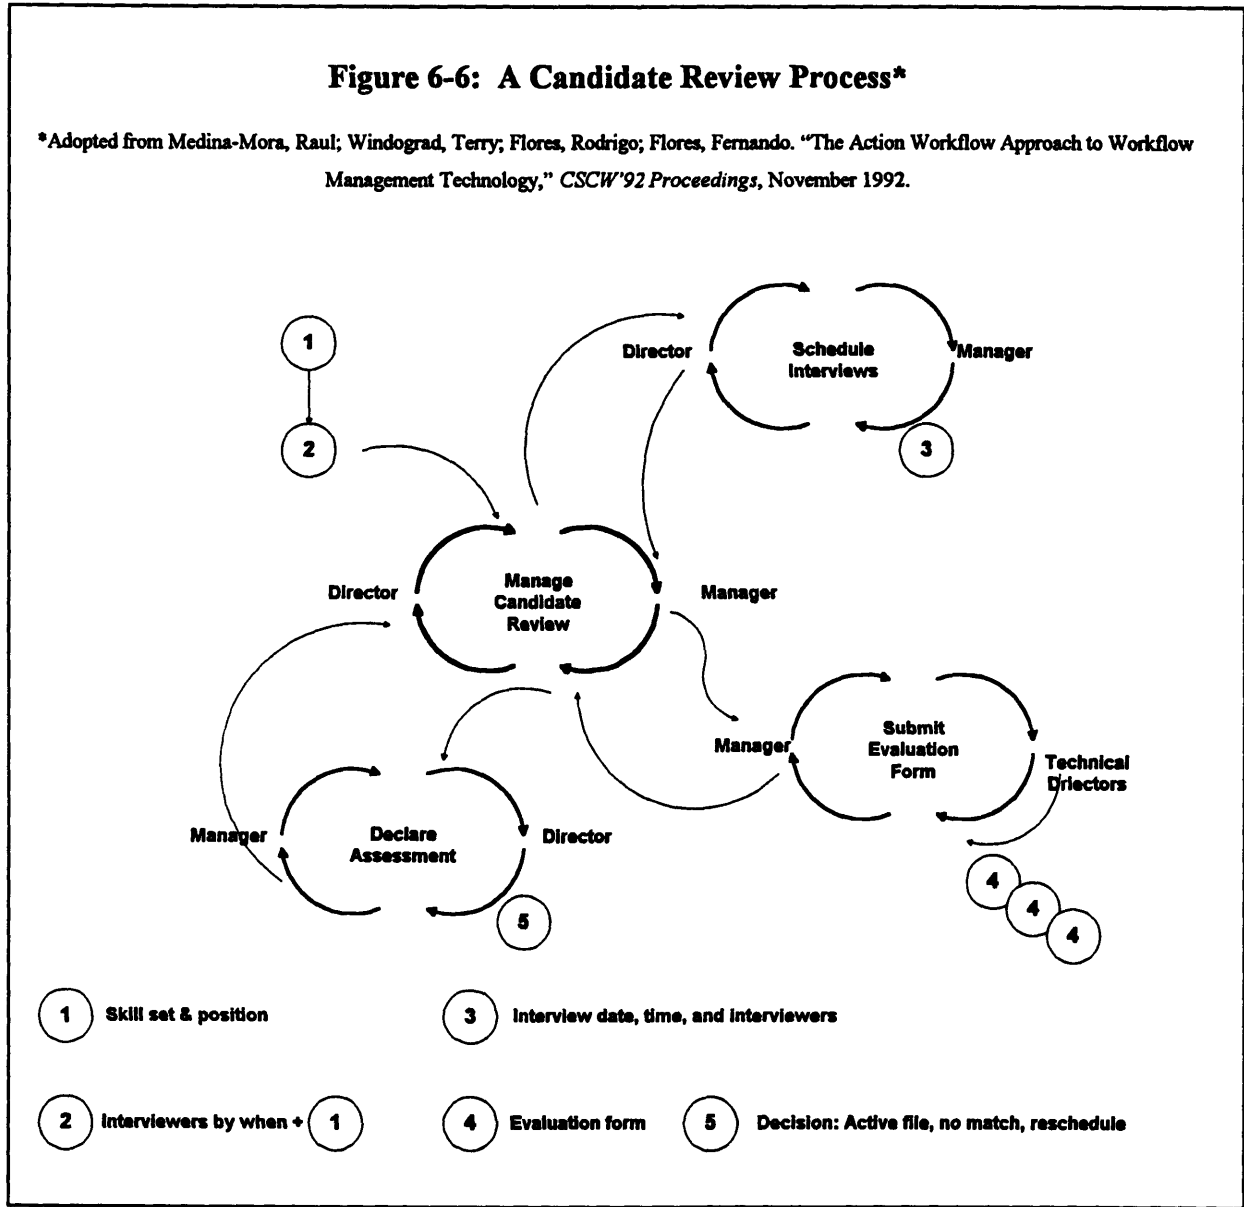 Figure 6-6: A Candidate Review Process*
*Adopted from Medina-Mora, Raul; Windograd, Terry; Flores, Rodrigo; Flores, Fernando. “The Action Workflow Approach to Workflow
Management Technology,” CSCW'92 Proceedings, November 1992.
1
2
Director
Schedule
Interviews
Manager
3
Director
Manage
Candidate
Review
Manager
Manager
Submit
Evaluation
Form
Technical
Driectors
4
4
4
Manager
Declare
Assessment
Director
5
1 Skill set & position
3 Interview date, time, and interviewers
2 Interviewers by when + 1
4 Evaluation form
5 Decision: Active file, no match, reschedule